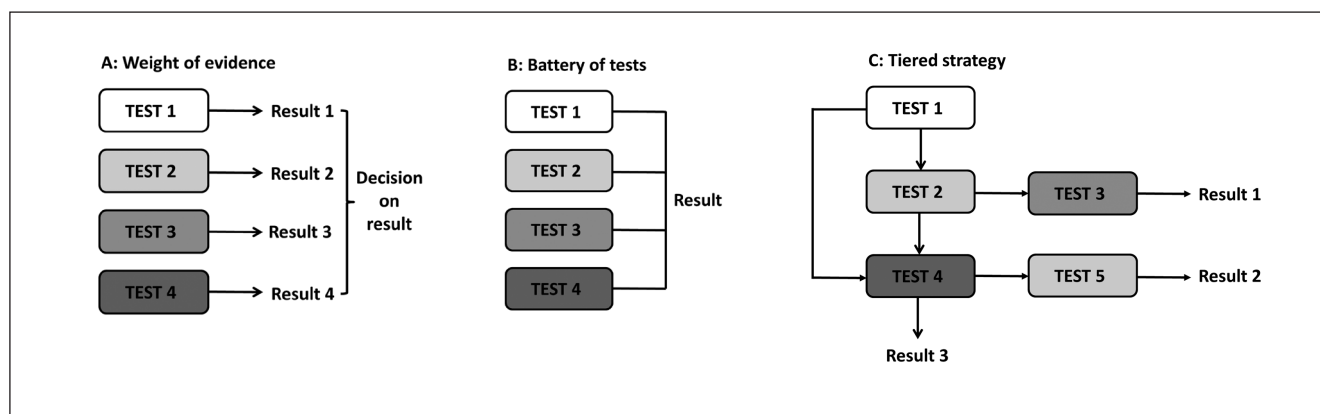 A: Weight of evidence
TEST 1
Result 1
TEST 2
Result 2
TEST 3
Result 3
TEST 4
Result 4
Decision
on
result
B: Battery of tests
TEST 1
TEST 2
TEST 3
TEST 4
Result
C: Tiered strategy
TEST 1
TEST 2
TEST 3
Result 1
TEST 4
TEST 5
Result 2
Result 3